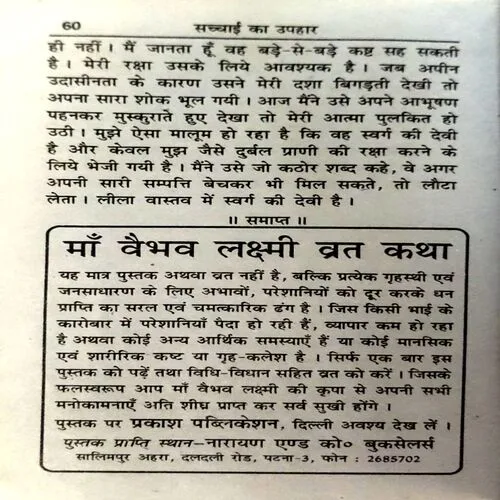 60 सच्चाई का उपहार
ही नहीं। मैं जानता हूँ वह बड़े-से-बड़े कष्ट सह सकती
है। मेरी रक्षा उसके लिये आवश्यक है। जब अपीन
उदासीनता के कारण उसने मेरी दशा बिगड़ती देखी तो
अपना सारा शोक भूल गयी। आज मैंने उसे अपने आभूषण
पहनकर मुस्कुराते हुए देखा तो मेरी आत्मा पुलकित हो
उठी। मुझे ऐसा मालूम हो रहा है कि वह स्वर्ग की देवी
है और केवल मुझ जैसे दुर्बल प्राणी की रक्षा करने के
लिये भेजी गयी है। मैंने उसे जो कठोर शब्द कहे, वे अगर
अपनी सारी सम्पत्ति बेचकर भी मिल सकते, तो लौटा
लेता। लीला वास्तव में स्वर्ग की देवी है।
॥ समाप्त ॥
माँ वैभव लक्ष्मी व्रत कथा
यह मात्र पुस्तक अथवा व्रत नहीं है, बल्कि प्रत्येक गृहस्थी एवं
जनसाधारण के लिए अभावों, परेशानियों को दूर करके धन
प्राप्ति का सरल एवं चमत्कारिक ढंग है। जिस किसी भाई के
कारोबार में परेशानियाँ पैदा हो रही हैं, व्यापार कम हो रहा
है अथवा कोई अन्य आर्थिक समस्याएँ हैं या कोई मानसिक
एवं शारीरिक कष्ट या गृह-कलेश है। सिर्फ एक बार इस
पुस्तक को पढ़ें तथा विधि-विधान सहित व्रत को करें। जिसके
फलस्वरूप आप माँ वैभव लक्ष्मी की कृपा से अपनी सभी
मनोकामनाएँ अति शीघ्र प्राप्त कर सर्व सुखी होंगे।
पुस्तक पर प्रकाश पब्लिकेशन, दिल्ली अवश्य देख लें।
पुस्तक प्राप्ति स्थान–नारायण एण्ड को० बुकसेलर्स
सालिमपुर अहरा, दलदली रोड, पटना-3, फोन : 2685702